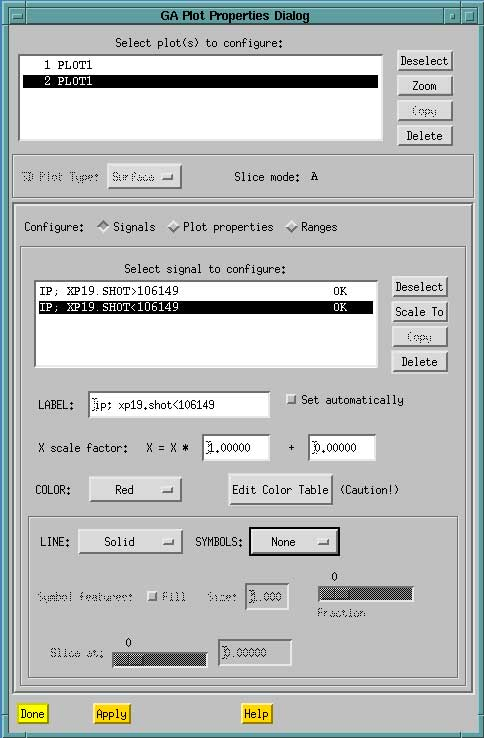 GA Plot Properties Dialog
Select plot(s) to configure:
1 PLOT1
2 PLOT1
Deselect
Zoom
Copy
Delete
3D Plot Type: Surface Slice mode: A
Configure: Signals Plot properties Ranges
Select signal to configure:
IP; XP19.SHOT>106149 OK
IP; XP19.SHOT<106149 OK
Deselect
Scale To
Copy
Delete
LABEL: ip; xp19.shot<106149 Set automatically
X scale factor: X = X * 1.00000 + 0.00000
COLOR: Red Edit Color Table (Caution!)
LINE: Solid SYMBOLS: None
Symbol features: Fill Size: 1.000 0
Fraction
Slice at: 0 0.00000
Done Apply Help